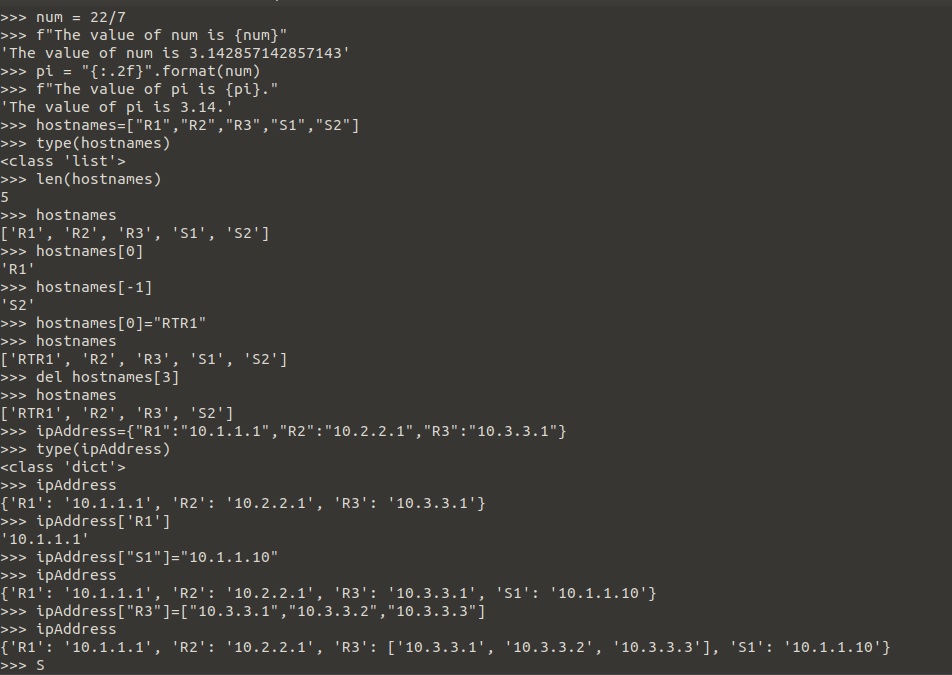 >>> num = 22/7
>>> f"The value of num is {num}"
'The value of num is 3.142857142857143'
>>> pi = "{:.2f}".format(num)
>>> f"The value of pi is {pi}."
'The value of pi is 3.14.'
>>> hostnames=["R1","R2","R3","S1","S2"]
>>> type(hostnames)
<class 'list'>
>>> len(hostnames)
5
>>> hostnames
['R1', 'R2', 'R3', 'S1', 'S2']
>>> hostnames[0]
'R1'
>>> hostnames[-1]
'S2'
>>> hostnames[0]="RTR1"
>>> hostnames
['RTR1', 'R2', 'R3', 'S1', 'S2']
>>> del hostnames[3]
>>> hostnames
['RTR1', 'R2', 'R3', 'S2']
>>> ipAddress={"R1":"10.1.1.1","R2":"10.2.2.1","R3":"10.3.3.1"}
>>> type(ipAddress)
<class 'dict'>
>>> ipAddress
{'R1': '10.1.1.1', 'R2': '10.2.2.1', 'R3': '10.3.3.1'}
>>> ipAddress['R1']
'10.1.1.1'
>>> ipAddress["S1"]="10.1.1.10"
>>> ipAddress
{'R1': '10.1.1.1', 'R2': '10.2.2.1', 'R3': '10.3.3.1', 'S1': '10.1.1.10'}
>>> ipAddress["R3"]=["10.3.3.1","10.3.3.2","10.3.3.3"]
>>> ipAddress
{'R1': '10.1.1.1', 'R2': '10.2.2.1', 'R3': ['10.3.3.1', '10.3.3.2', '10.3.3.3'], 'S1': '10.1.1.10'}
>>> S